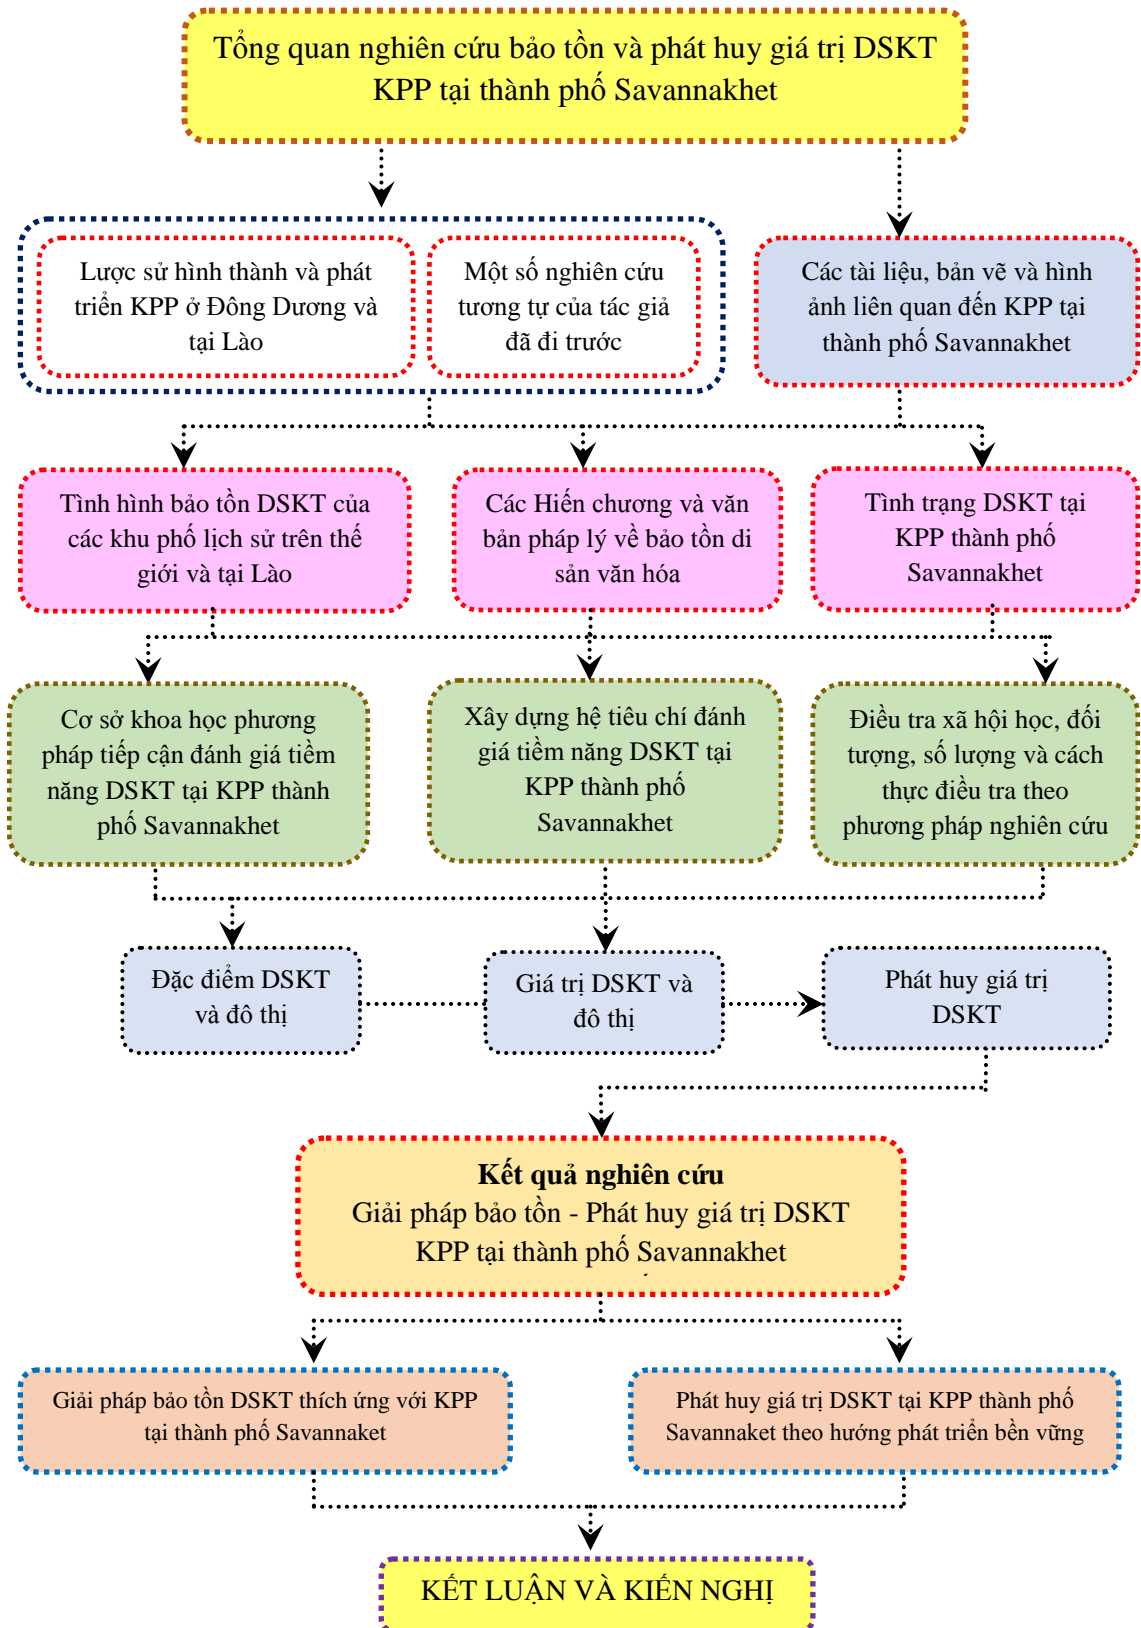 Tổng quan nghiên cứu bảo tồn và phát huy giá trị DSKT
KPP tại thành phố Savannakhet
Lược sử hình thành và phát
triển KPP ở Đông Dương và
tại Lào
Một số nghiên cứu
tương tự của tác giả
đã đi trước
Các tài liệu, bản vẽ và hình
ảnh liên quan đến KPP tại
thành phố Savannakhet
Tình hình bảo tồn DSKT của
các khu phố lịch sử trên thế
giới và tại Lào
Các Hiến chương và văn
bản pháp lý về bảo tồn di
sản văn hóa
Tình trạng DSKT tại
KPP thành phố
Savannakhet
Cơ sở khoa học phương
pháp tiếp cận đánh giá tiềm
năng DSKT tại KPP thành
phố Savannakhet
Xây dựng hệ tiêu chí đánh
giá tiềm năng DSKT tại
KPP thành phố
Savannakhet
Điều tra xã hội học, đối
tượng, số lượng và cách
thực điều tra theo
phương pháp nghiên cứu
Đặc điểm DSKT
và đô thị
Giá trị DSKT và
đô thị
Phát huy giá trị
DSKT
Kết quả nghiên cứu
Giải pháp bảo tồn - Phát huy giá trị DSKT
KPP tại thành phố Savannakhet
Giải pháp bảo tồn DSKT thích ứng với KPP
tại thành phố Savannaket
Phát huy giá trị DSKT tại KPP thành phố
Savannaket theo hướng phát triển bền vững
KẾT LUẬN VÀ KIẾN NGHỊ